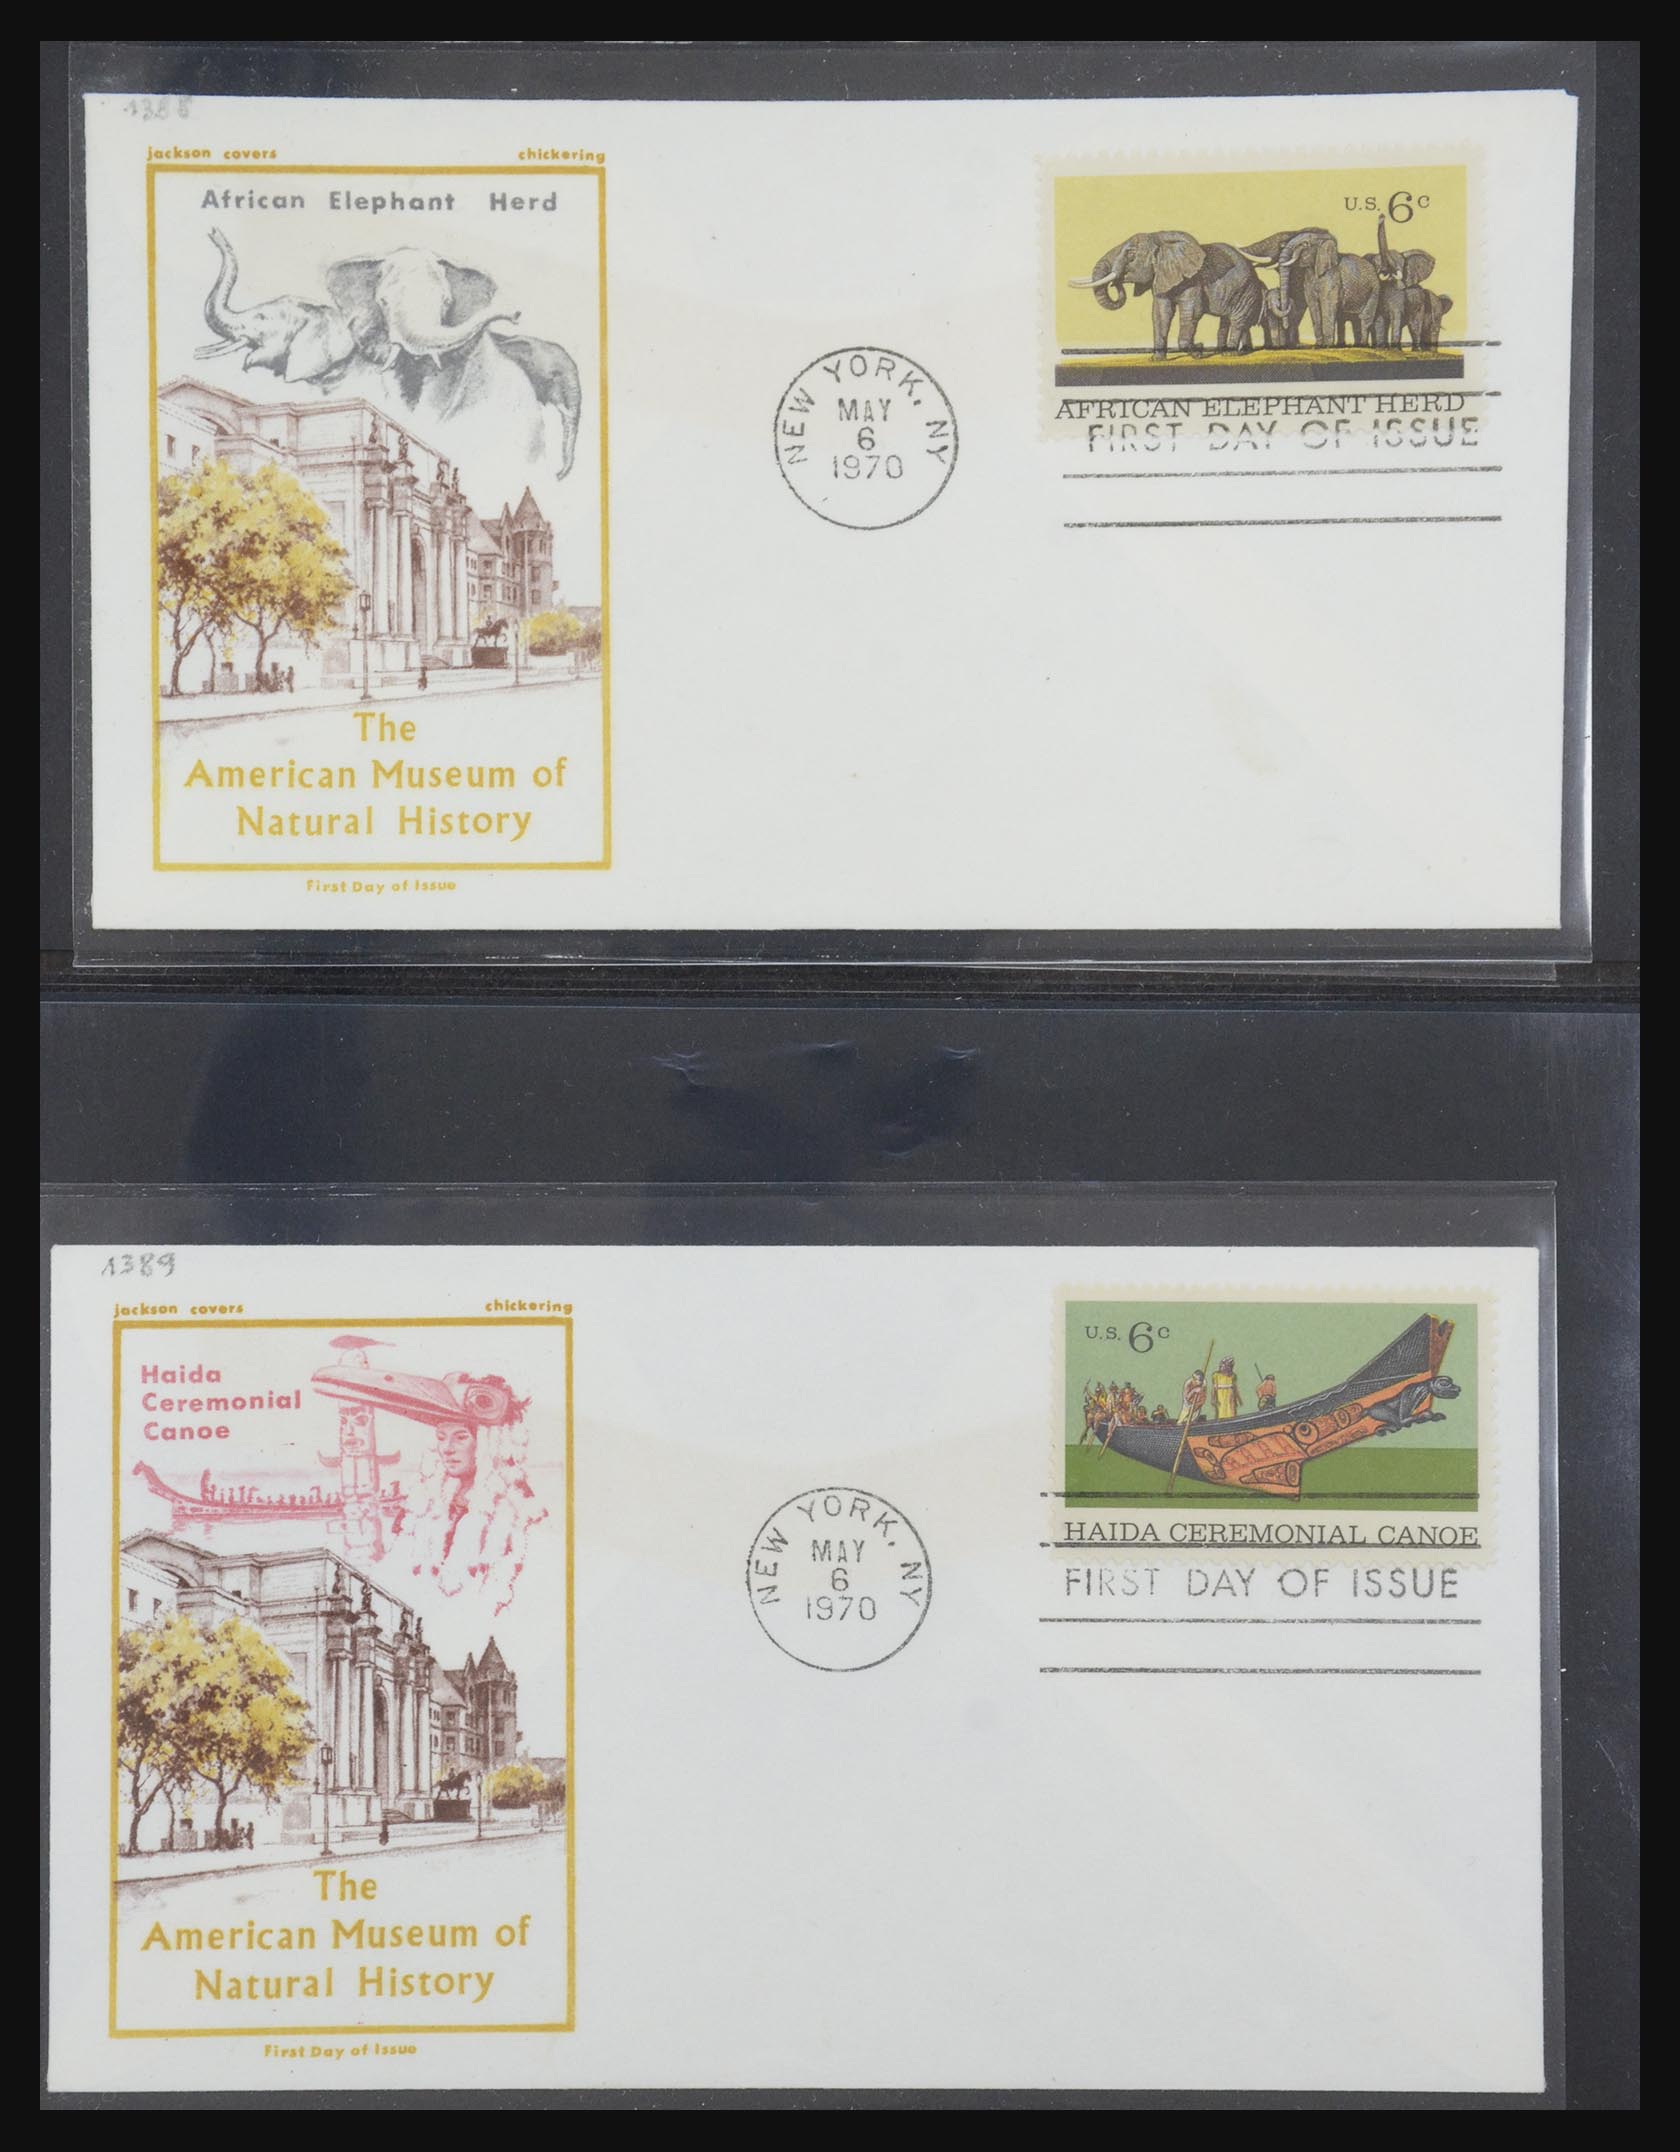 1388
jackson covers chickering
African Elephant Herd
U.S. 6c
AFRICAN ELEPHANT HERD
NEW YORK, NY
MAY
6
1970
FIRST DAY OF ISSUE
The
American Museum of
Natural History
First Day of Issue
1389
jackson covers chickering
Haida
Ceremonial
Canoe
U.S. 6c
HAIDA CEREMONIAL CANOE
NEW YORK, NY
MAY
6
1970
FIRST DAY OF ISSUE
The
American Museum of
Natural History
First Day of Issue